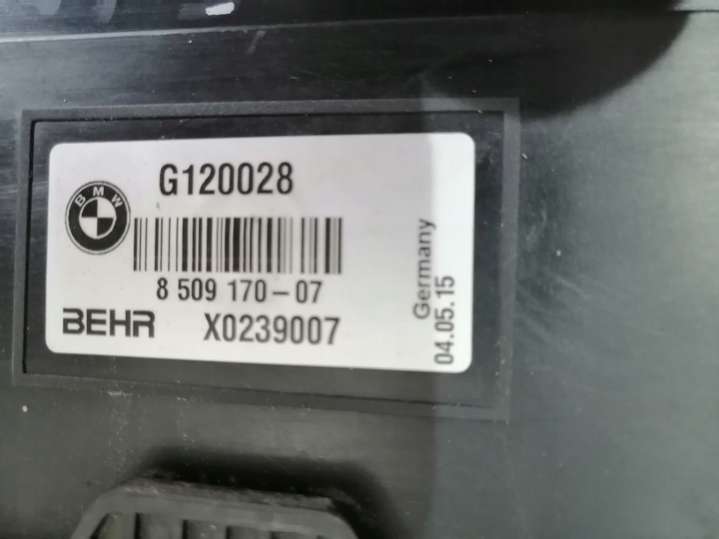 G120028
BMW
8 509 170-07
BEHR X0239007
Germany
04.05.15